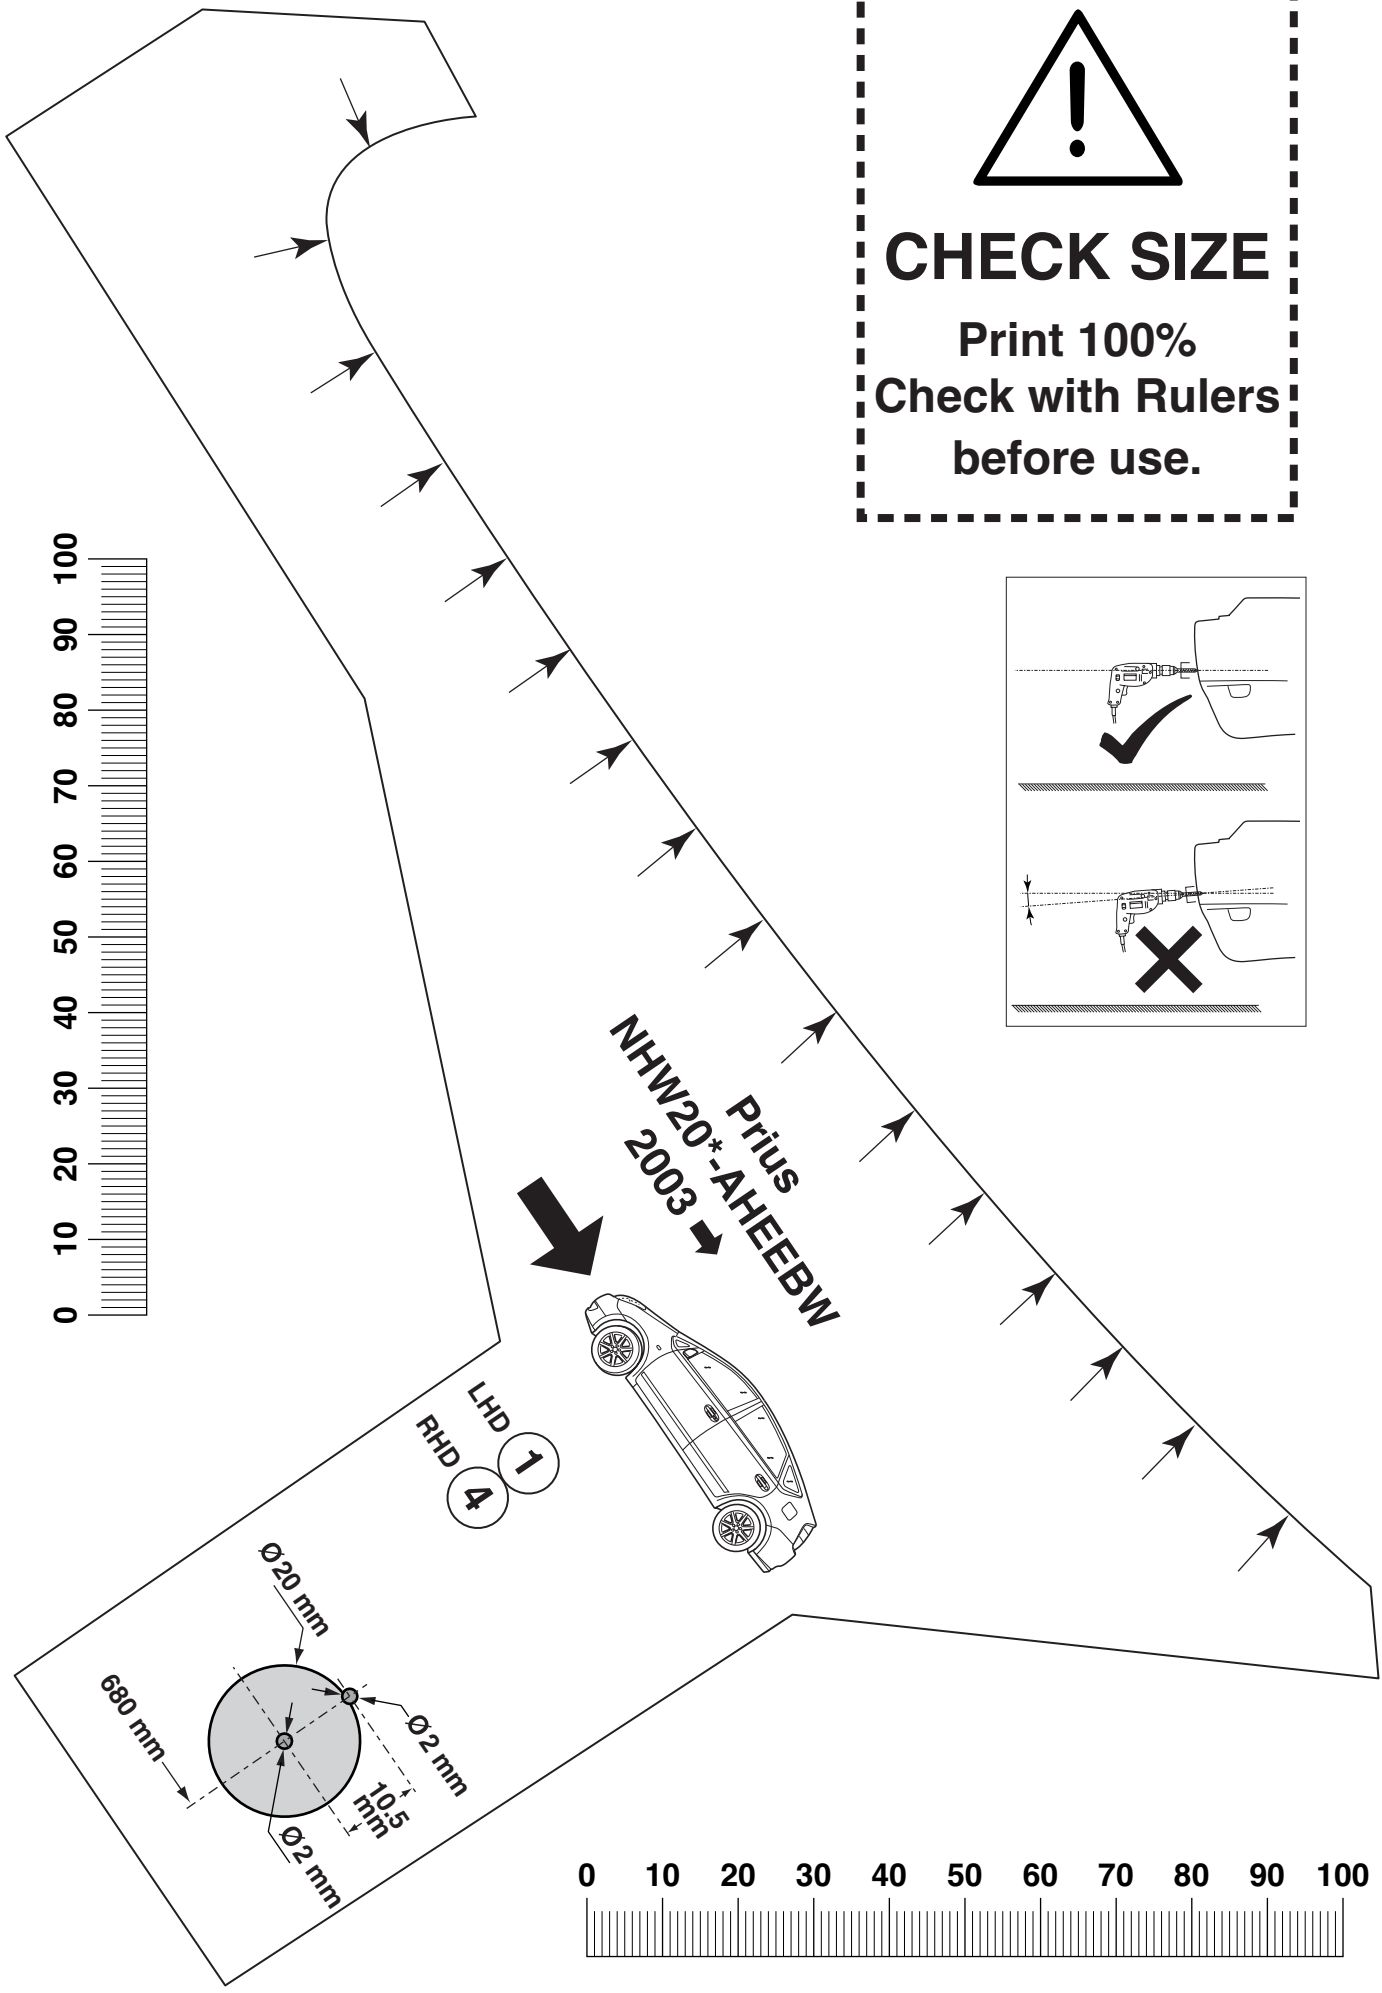 CHECK SIZE
Print 100%
Check with Rulers
before use.
100
90
80
70
60
50
40
30
20
10
0
Prius
NHW20*-AHEEBW
2003
LHD 1
RHD 4
Ø20 mm
680 mm
Ø2 mm
10.5
mm
Ø2 mm
0 10 20 30 40 50 60 70 80 90 100